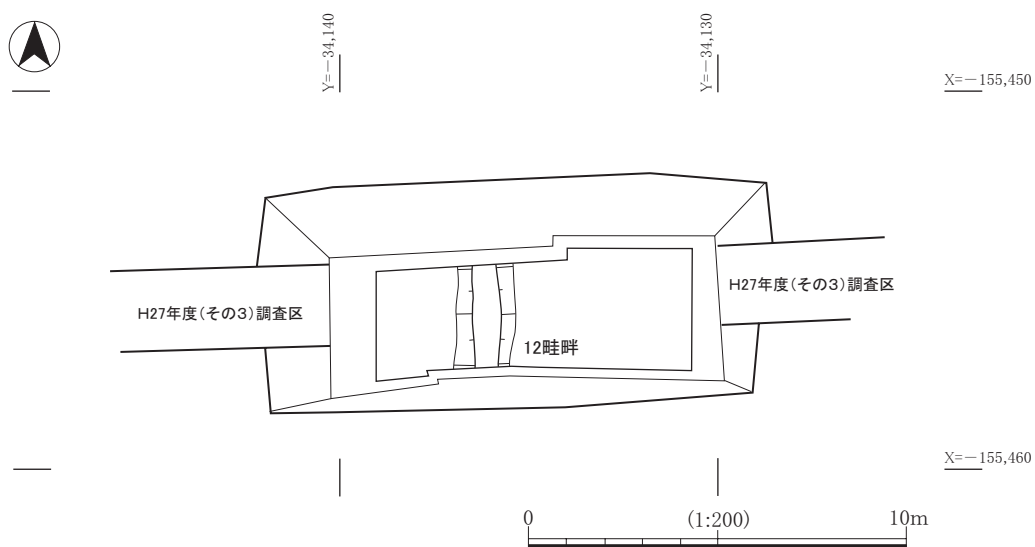 Y=－34,140
Y=－34,130
X=－155,450
H27年度（その3）調査区
H27年度（その3）調査区
12畦畔
X=－155,460
0 (1:200) 10m